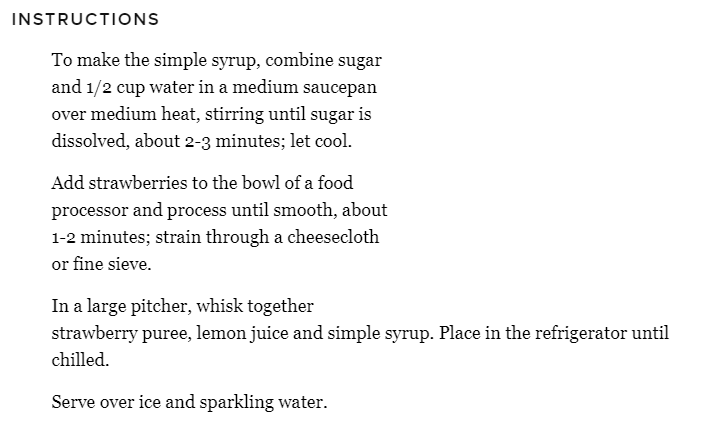 INSTRUCTIONS
To make the simple syrup, combine sugar
and 1/2 cup water in a medium saucepan
over medium heat, stirring until sugar is
dissolved, about 2-3 minutes; let cool.
Add strawberries to the bowl of a food
processor and process until smooth, about
1-2 minutes; strain through a cheesecloth
or fine sieve.
In a large pitcher, whisk together
strawberry puree, lemon juice and simple syrup. Place in the refrigerator until
chilled.
Serve over ice and sparkling water.